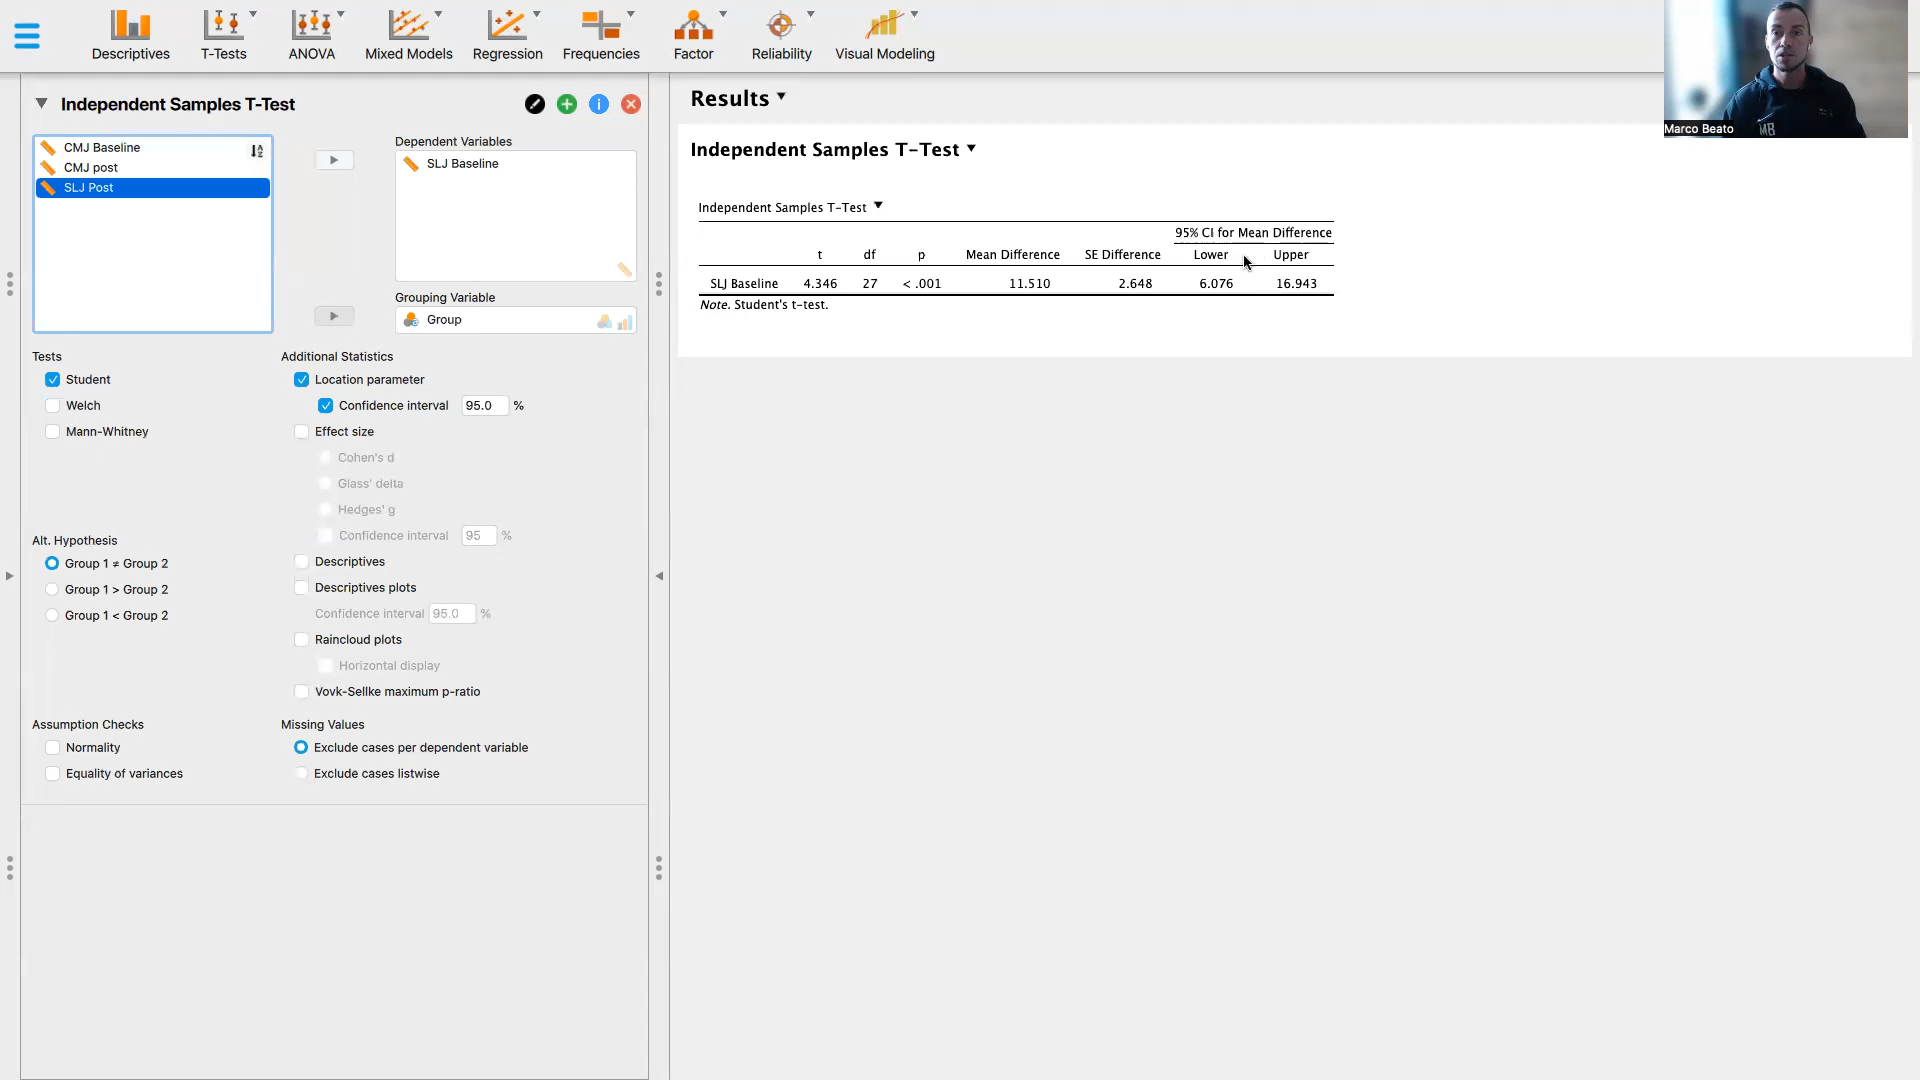 Descriptives
T-Tests
ANOVA
Mixed Models
Regression
Frequencies
Factor
Reliability
Visual Modeling
Marco Beato
MB
Independent Samples T-Test
CMJ Baseline
CMJ post
SLJ Post
Dependent Variables
SLJ Baseline
Grouping Variable
Group
Tests
Student
Welch
Mann-Whitney
Alt. Hypothesis
Group 1 ≠ Group 2
Group 1 > Group 2
Group 1 < Group 2
Assumption Checks
Normality
Equality of variances
Additional Statistics
Location parameter
Confidence interval 95.0 %
Effect size
Cohen's d
Glass' delta
Hedges' g
Confidence interval 95 %
Descriptives
Descriptives plots
Confidence interval 95.0 %
Raincloud plots
Horizontal display
Vovk-Sellke maximum p-ratio
Missing Values
Exclude cases per dependent variable
Exclude cases listwise
Results
Independent Samples T-Test
Independent Samples T-Test
95% CI for Mean Difference
t df p Mean Difference SE Difference Lower Upper
SLJ Baseline 4.346 27 < .001 11.510 2.648 6.076 16.943
Note. Student's t-test.